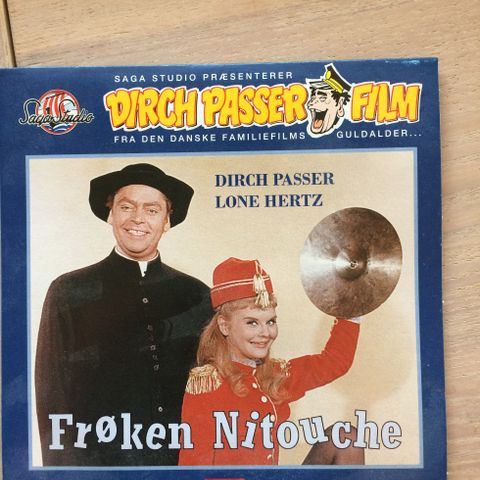 SAGA STUDIO PRÆSENTERER
Saga Studio
DIRCH PASSER FILM
FRA DEN DANSKE FAMILIEFILMS GULDALDER...
DIRCH PASSER
LONE HERTZ
Frøken Nitouche